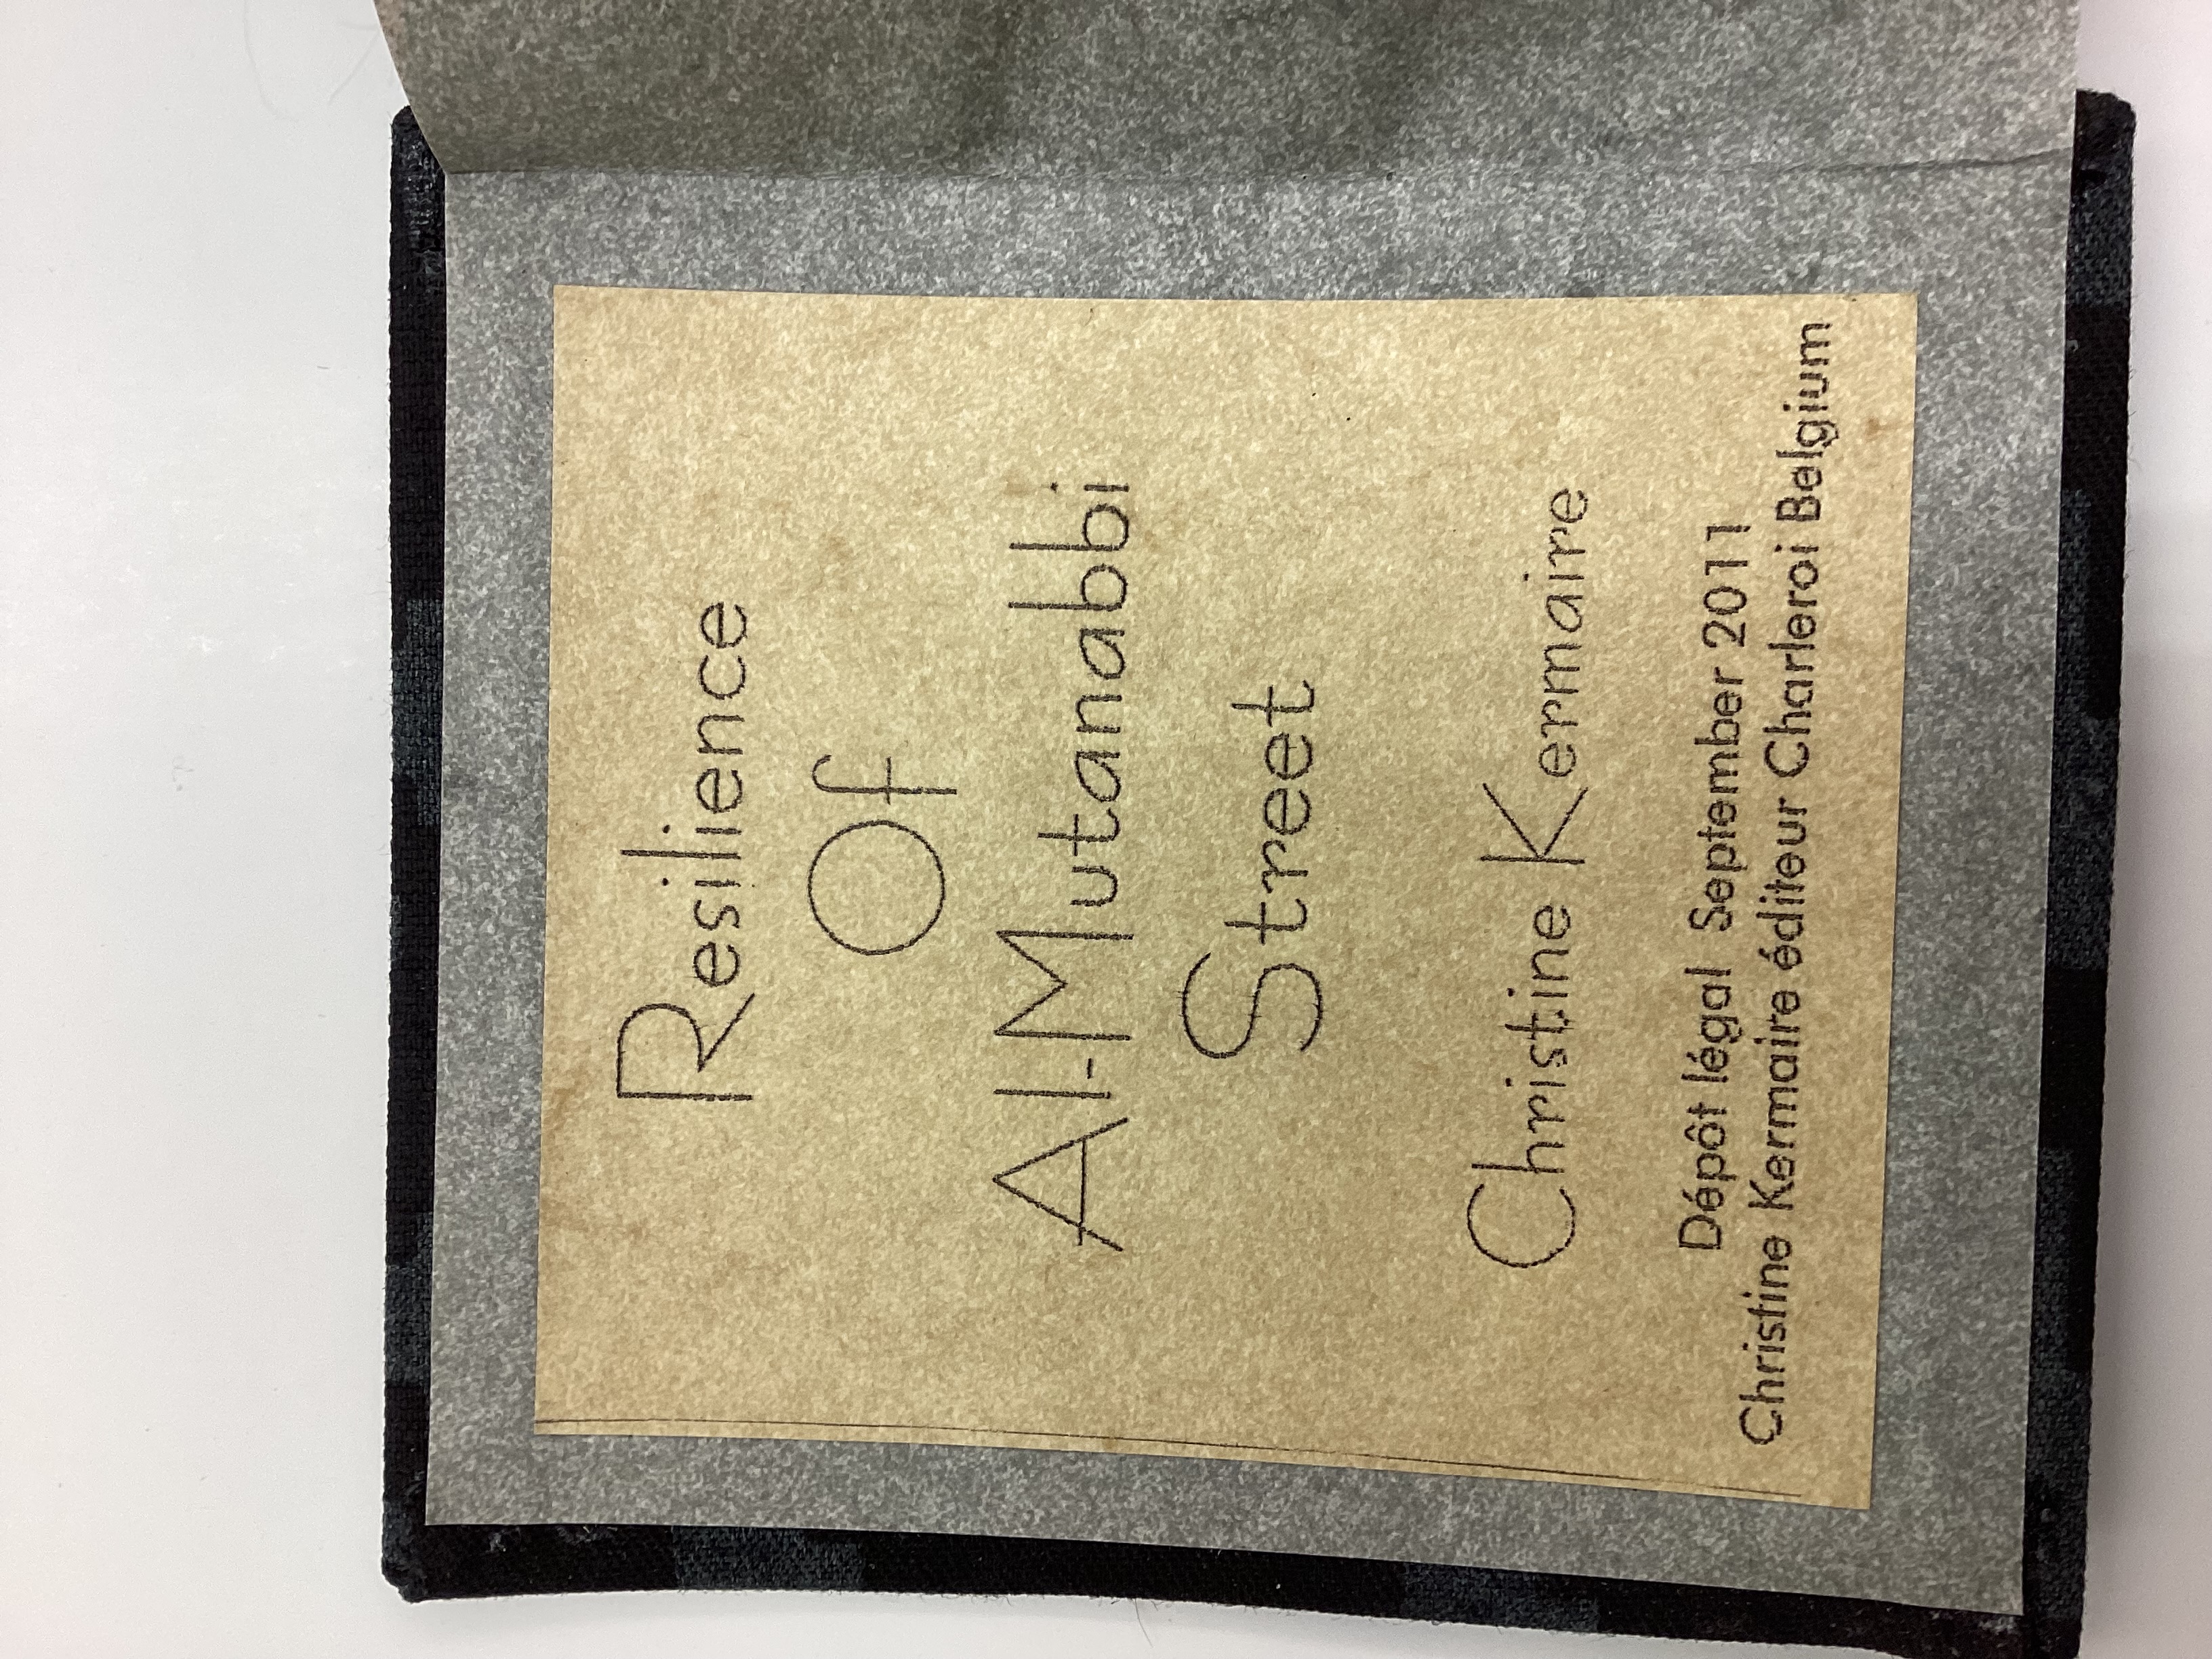 Resilience
Of
Al-Mutanabbi
Street
Christine Kermaire
Dépôt légal September 2011
Christine Kermaire éditeur Charleroi Belgium